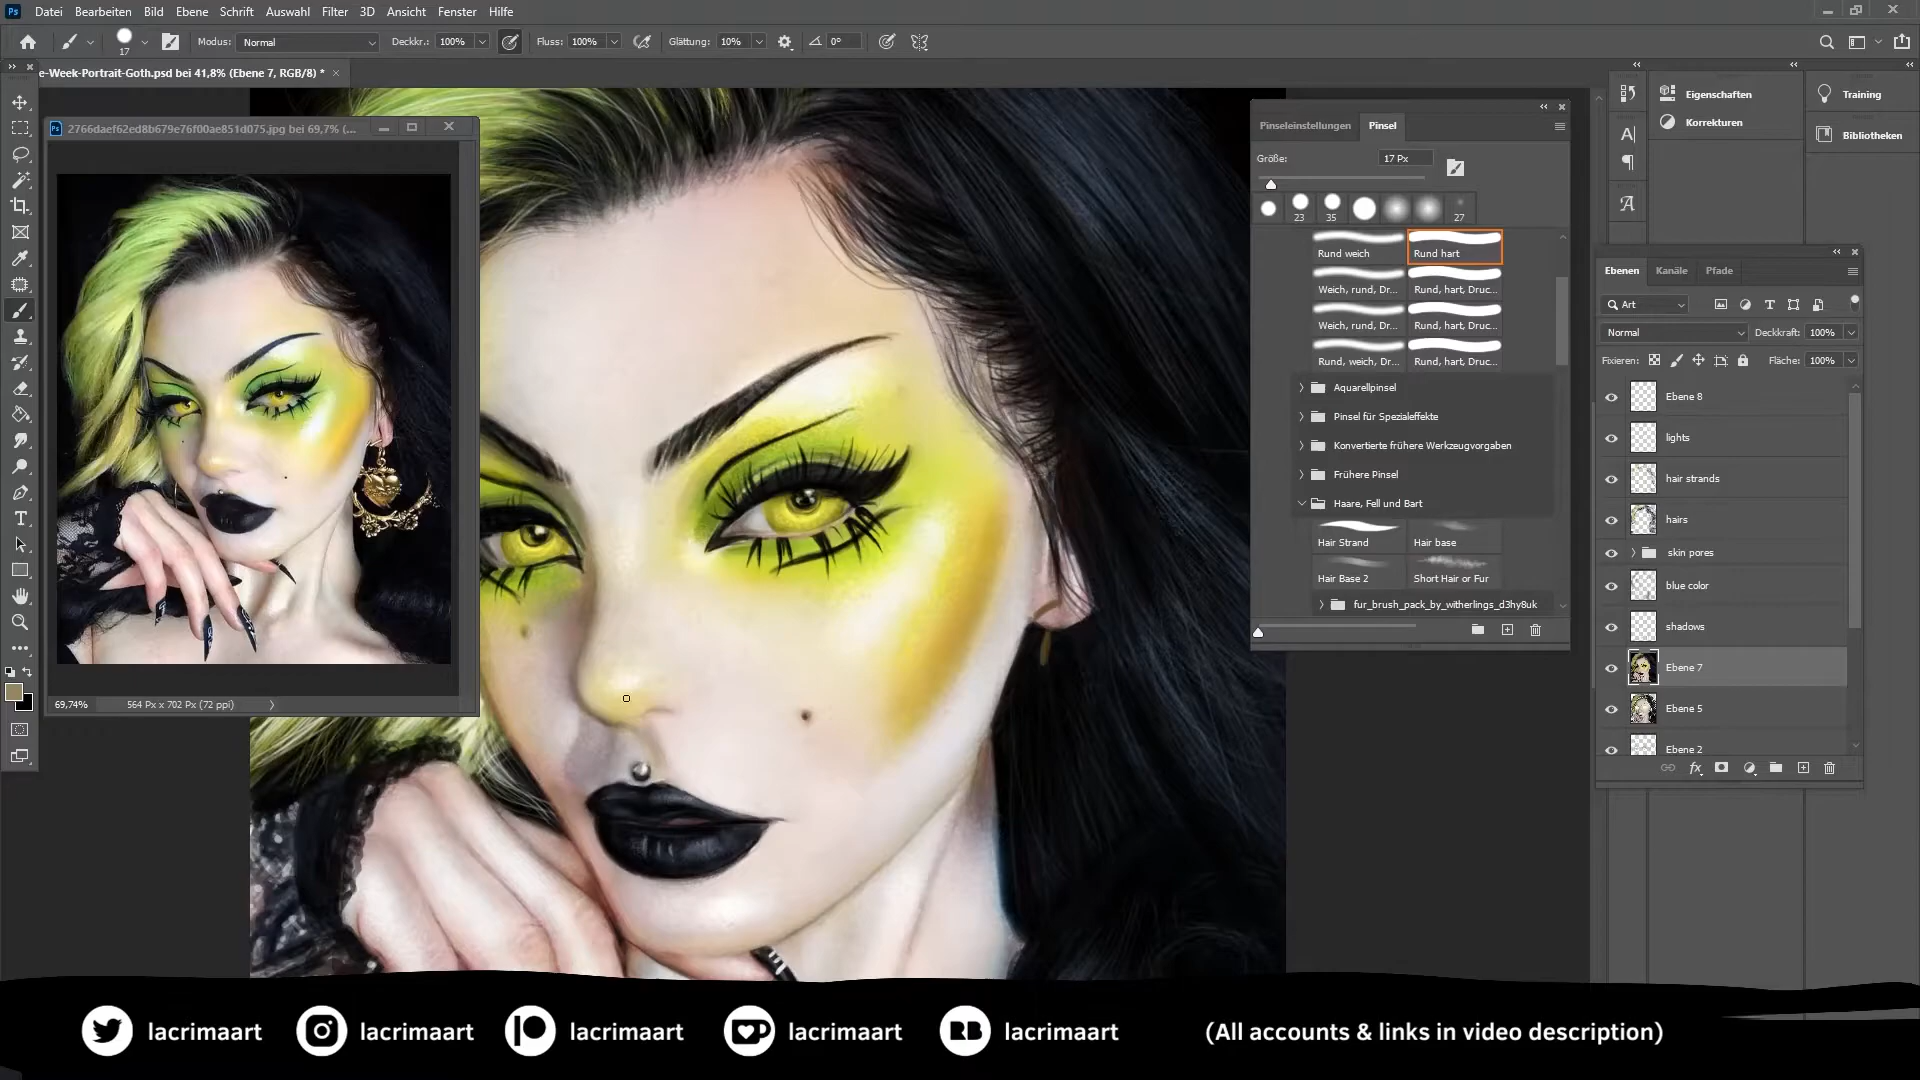 Ps Datei Bearbeiten Bild Ebene Schrift Auswahl Filter 3D Ansicht Fenster Hilfe
17 Modus: Normal Deckkr.: 100% Fluss: 100% Glättung: 10% 0°
e-Week-Portrait-Goth.psd bei 41,8% (Ebene 7, RGB/8) * ×
Ps 2766daef62ed8b679e76f00ae851d075.jpg bei 69,7% (...
69,74% 564 Px x 702 Px (72 ppi)
Pinseleinstellungen Pinsel
Größe: 17 Px
23 35 27
Rund weich Rund hart
Weich, rund, Dr... Rund, hart, Druc...
Weich, rund, Dr... Rund, hart, Druc...
Rund, weich, Dr... Rund, hart, Druc...
Aquarellpinsel
Pinsel für Spezialeffekte
Konvertierte frühere Werkzeugvorgaben
Frühere Pinsel
Haare, Fell und Bart
Hair Strand Hair base
Hair Base 2 Short Hair or Fur
fur_brush_pack_by_witherlings_d3hy8uk
Eigenschaften
Korrekturen
Training
Bibliotheken
Ebenen Kanäle Pfade
Art
Normal Deckkraft: 100%
Fixieren: Fläche: 100%
Ebene 8
lights
hair strands
hairs
skin pores
blue color
shadows
Ebene 7
Ebene 5
Ebene 2
fx
lacrimaart lacrimaart lacrimaart lacrimaart RB lacrimaart (All accounts & links in video description)